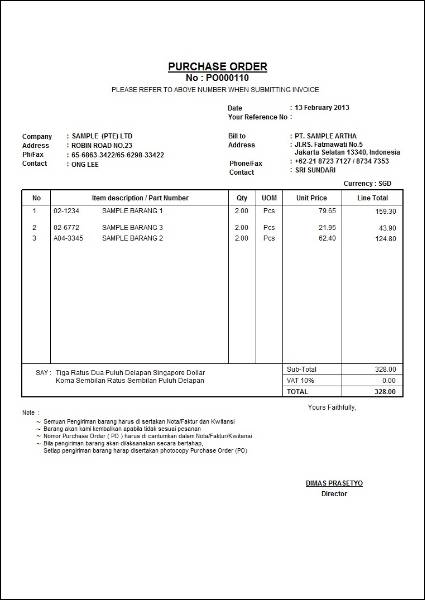 PURCHASE ORDER
No : PO000110
PLEASE REFER TO ABOVE NUMBER WHEN SUBMITTING INVOICE
Date : 13 February 2013
Your Reference No :
Company : SAMPLE (PTE) LTD
Address : ROBIN ROAD NO.23
Ph/Fax : 65-6863-3422/65-6298-33422
Contact : ONG LEE
Bill to : PT. SAMPLE ARTHA
Address : Jl.RS. Fatmawati No.5
Jakarta Selatan 13340, Indonesia
Phone/Fax : +62-21 8723 7127 / 8734 7353
Contact : SRI SUNDARI
Currency : SGD
No Item description / Part Number Qty UOM Unit Price Line Total
1 02-1234 SAMPLE BARANG 1 2.00 Pcs 79.65 159.30
2 02-6772 SAMPLE BARANG 3 2.00 Pcs 21.95 43.90
3 A04-3345 SAMPLE BARANG 2 2.00 Pcs 62.40 124.80
SAY : Tiga Ratus Dua Puluh Delapan Singapore Dollar
Koma Sembilan Ratus Sembilan Puluh Delapan
Sub-Total 328.00
VAT 10% 0.00
TOTAL 328.00
Yours Faithfully,
Note :
~ Semuan Pengiriman barang harus di sertakan Nota/Faktur dan Kwitansi
~ Barang akan kami kembalikan apabila tidak sesuai pesanan
~ Nomor Purchase Order ( PO ) harus di cantumkan dalam Nota/Faktur/Kwitansi
~ Bila pengiriman barang akan dilaksanakan secara bertahap,
Setiap pengiriman barang harap disertakan photocopy Purchase Order (PO)
DIMAS PRASETYO
Director